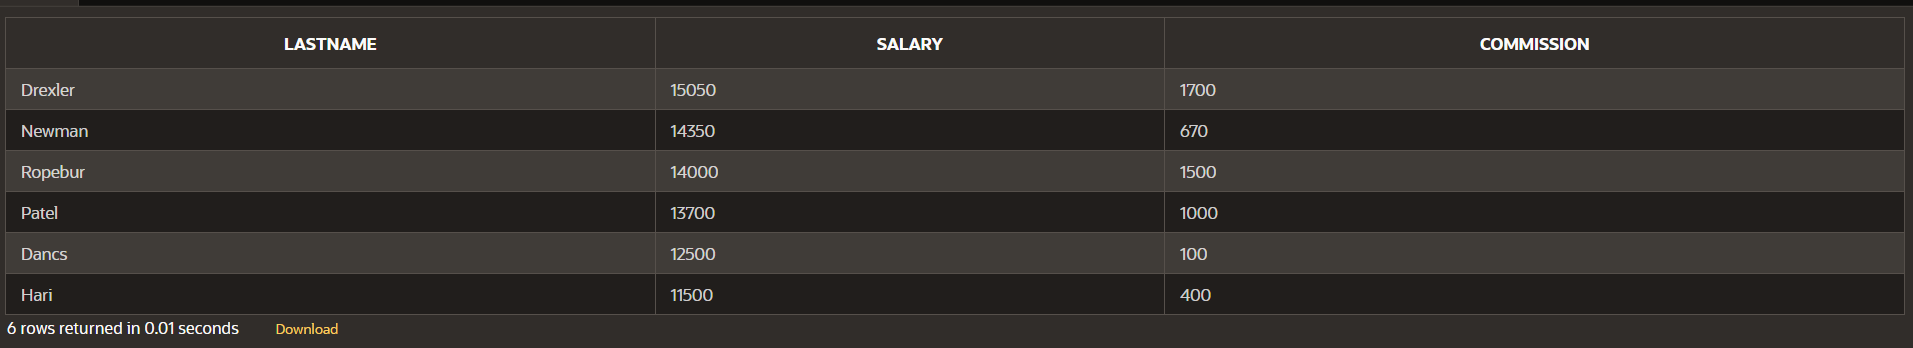 LASTNAME SALARY COMMISSION
Drexler 15050 1700
Newman 14350 670
Ropebur 14000 1500
Patel 13700 1000
Dancs 12500 100
Hari 11500 400
6 rows returned in 0.01 seconds Download